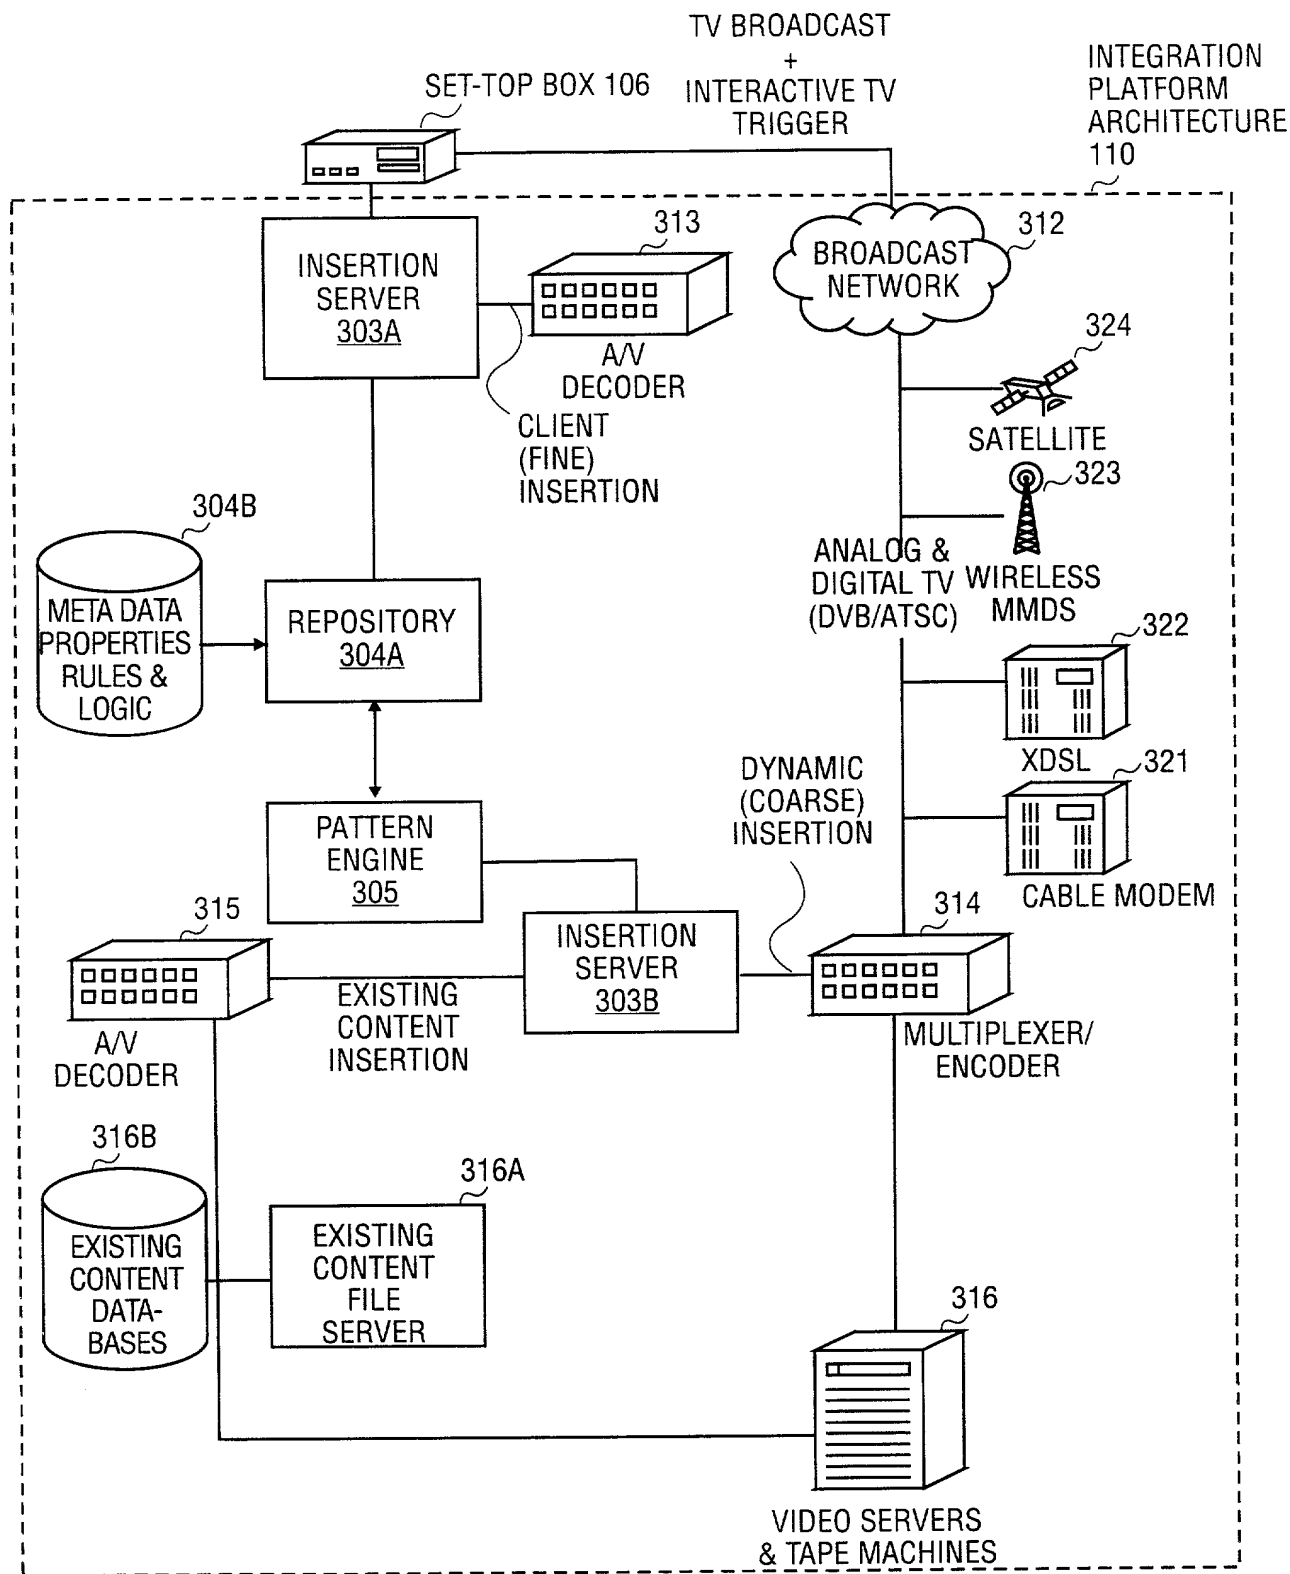 TV BROADCAST
+
INTERACTIVE TV
TRIGGER
INTEGRATION
PLATFORM
ARCHITECTURE
110
SET-TOP BOX 106
INSERTION
SERVER
303A
313
A/V
DECODER
CLIENT
(FINE)
INSERTION
312
BROADCAST
NETWORK
324
SATELLITE
323
WIRELESS
MMDS
ANALOG &
DIGITAL TV
(DVB/ATSC)
304B
META DATA
PROPERTIES
RULES &
LOGIC
REPOSITORY
304A
322
XDSL
321
CABLE MODEM
DYNAMIC
(COARSE)
INSERTION
PATTERN
ENGINE
305
315
A/V
DECODER
EXISTING
CONTENT
INSERTION
INSERTION
SERVER
303B
314
MULTIPLEXER/
ENCODER
316B
EXISTING
CONTENT
DATA-
BASES
316A
EXISTING
CONTENT
FILE
SERVER
316
VIDEO SERVERS
& TAPE MACHINES